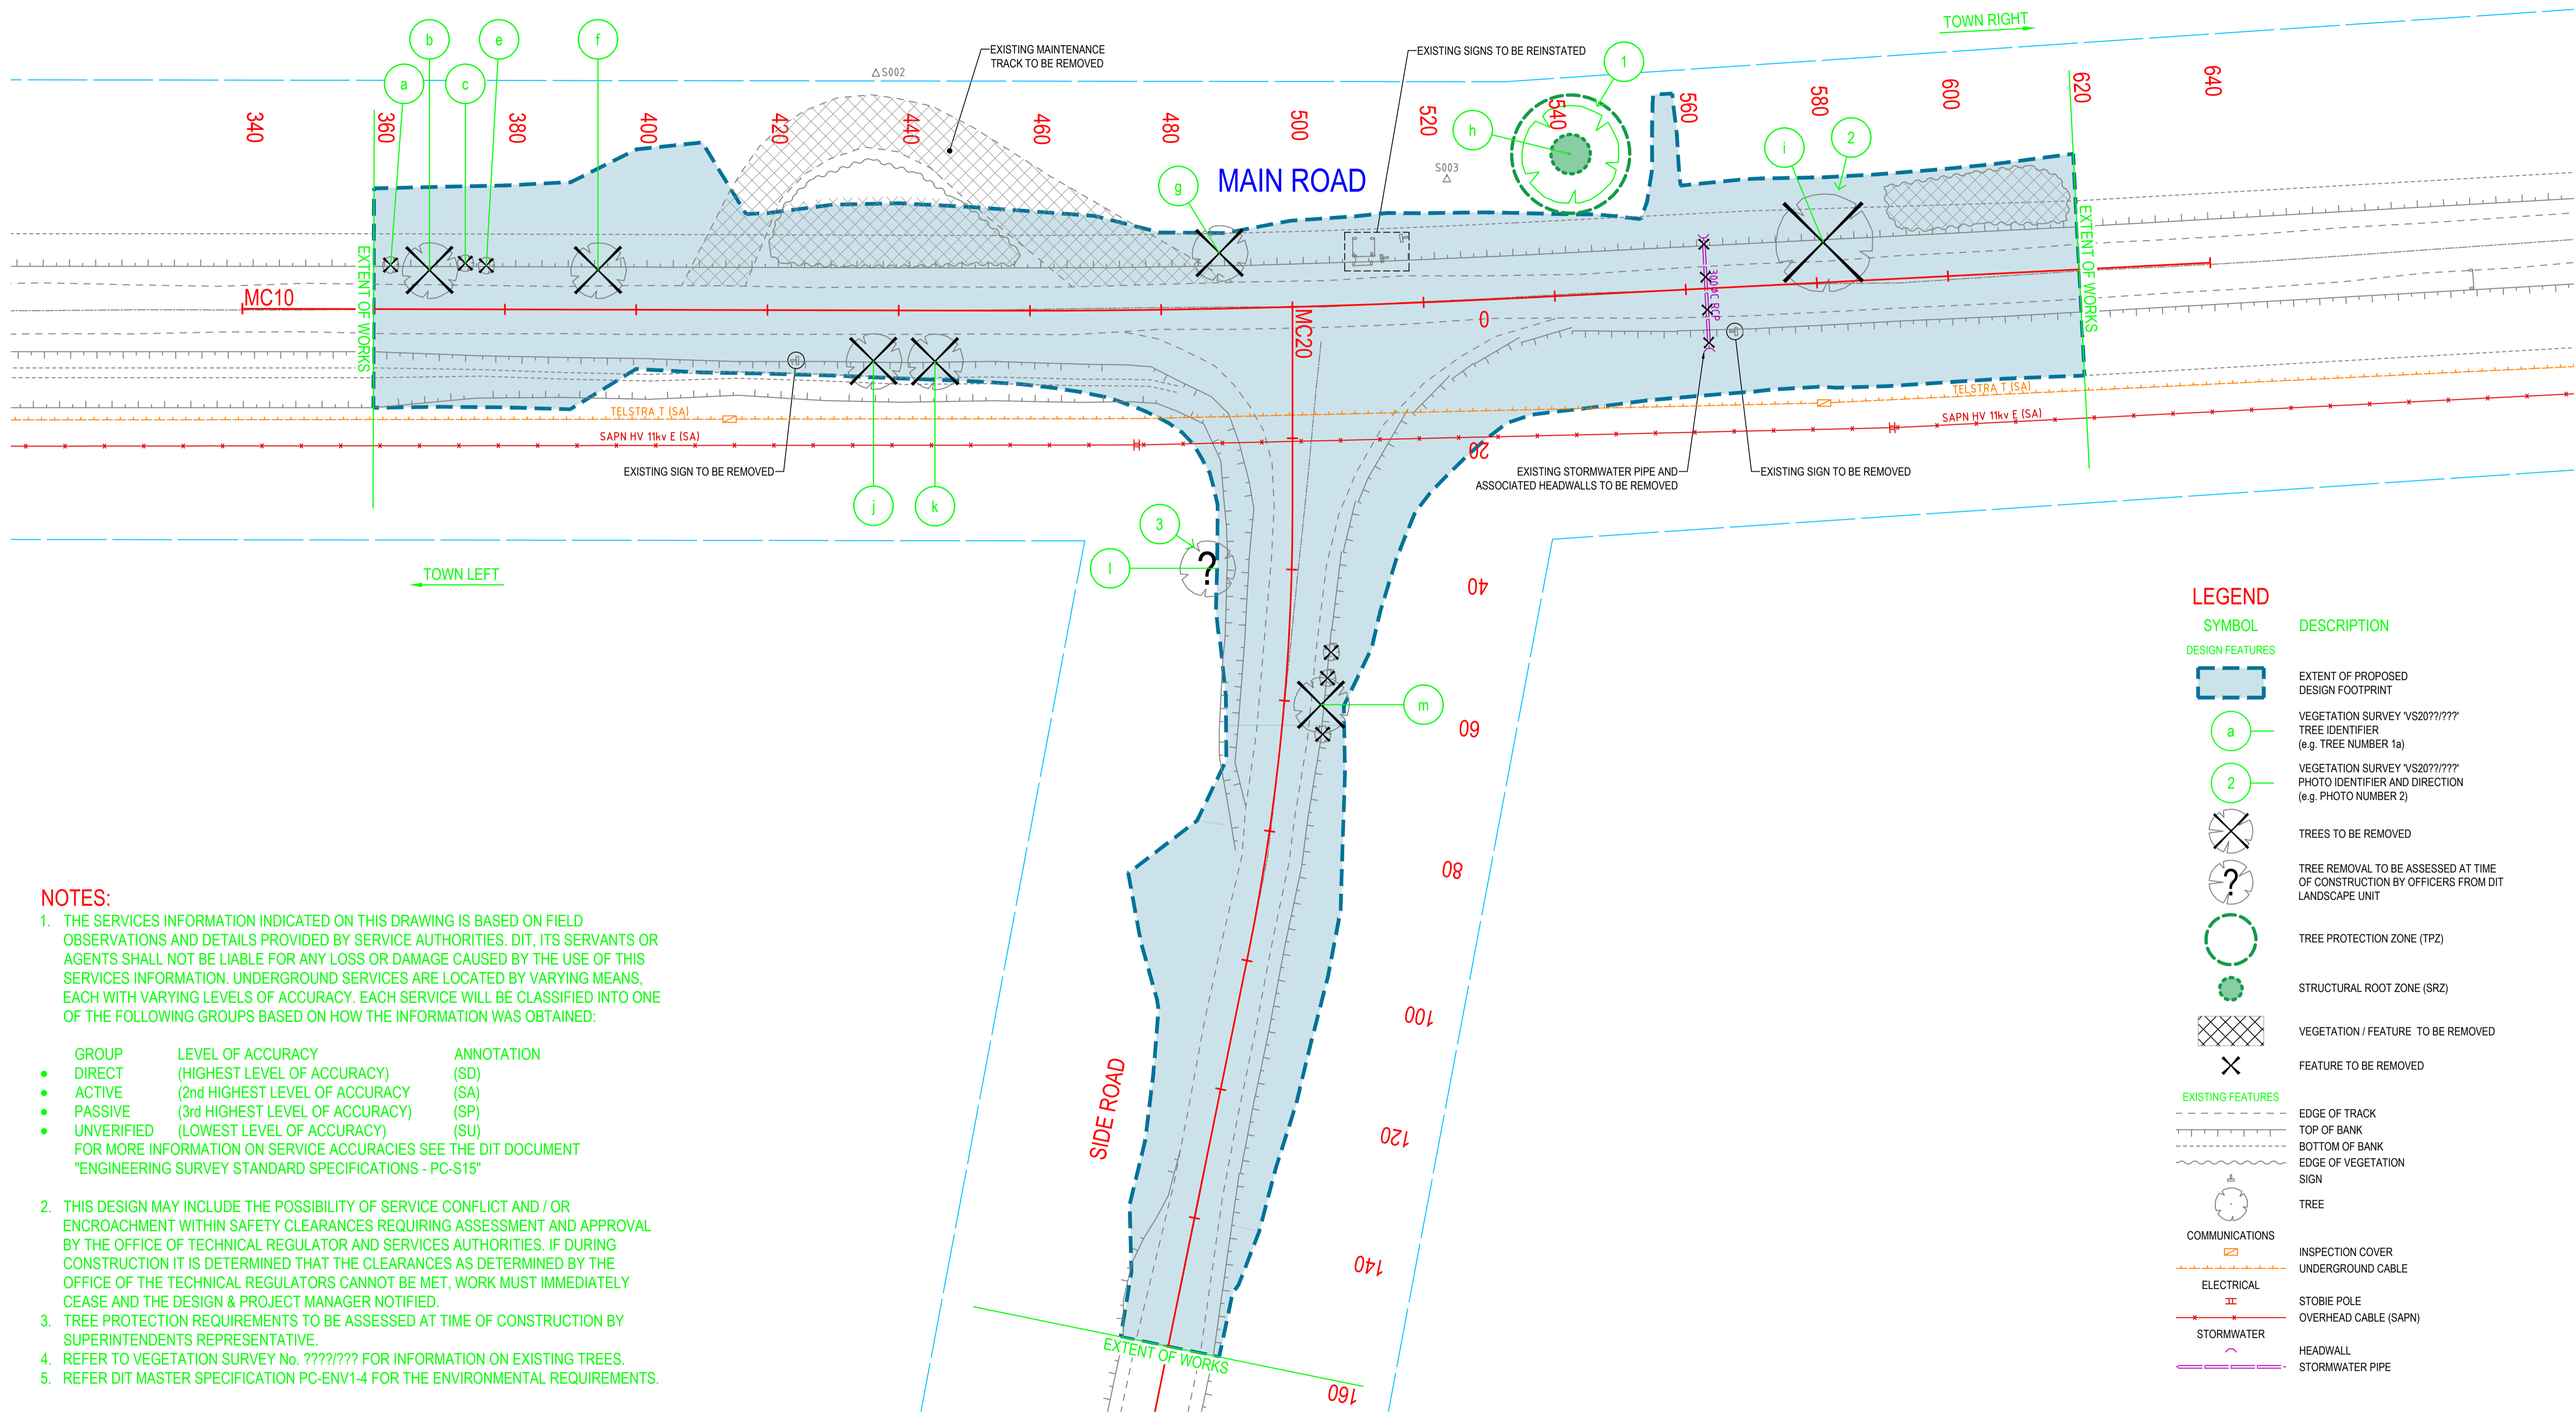 TOWN RIGHT
b
e
f
a
c
EXISTING MAINTENANCE
TRACK TO BE REMOVED
S002
EXISTING SIGNS TO BE REINSTATED
1
h
2
i
340
360
380
400
420
440
460
480
500
520
540
560
580
600
620
640
S003
g
MAIN ROAD
EXTENT OF WORKS
EXTENT OF WORKS
MC10
MC20
300 RCP
0
TELSTRA T (SA)
TELSTRA T (SA)
SAPN HV 11kv E (SA)
SAPN HV 11kv E (SA)
20
EXISTING SIGN TO BE REMOVED
EXISTING STORMWATER PIPE AND
ASSOCIATED HEADWALLS TO BE REMOVED
EXISTING SIGN TO BE REMOVED
j
k
3
?
l
TOWN LEFT
40
m
60
80
100
SIDE ROAD
120
140
EXTENT OF WORKS
160
LEGEND
SYMBOL DESCRIPTION
DESIGN FEATURES
EXTENT OF PROPOSED
DESIGN FOOTPRINT
a
VEGETATION SURVEY 'VS20??/???'
TREE IDENTIFIER
(e.g. TREE NUMBER 1a)
2
VEGETATION SURVEY 'VS20??/???'
PHOTO IDENTIFIER AND DIRECTION
(e.g. PHOTO NUMBER 2)
TREES TO BE REMOVED
?
TREE REMOVAL TO BE ASSESSED AT TIME
OF CONSTRUCTION BY OFFICERS FROM DIT
LANDSCAPE UNIT
TREE PROTECTION ZONE (TPZ)
STRUCTURAL ROOT ZONE (SRZ)
VEGETATION / FEATURE TO BE REMOVED
FEATURE TO BE REMOVED
EXISTING FEATURES
EDGE OF TRACK
TOP OF BANK
BOTTOM OF BANK
EDGE OF VEGETATION
SIGN
TREE
COMMUNICATIONS
INSPECTION COVER
UNDERGROUND CABLE
ELECTRICAL
STOBIE POLE
OVERHEAD CABLE (SAPN)
STORMWATER
HEADWALL
STORMWATER PIPE
NOTES:
1. THE SERVICES INFORMATION INDICATED ON THIS DRAWING IS BASED ON FIELD
OBSERVATIONS AND DETAILS PROVIDED BY SERVICE AUTHORITIES. DIT, ITS SERVANTS OR
AGENTS SHALL NOT BE LIABLE FOR ANY LOSS OR DAMAGE CAUSED BY THE USE OF THIS
SERVICES INFORMATION. UNDERGROUND SERVICES ARE LOCATED BY VARYING MEANS,
EACH WITH VARYING LEVELS OF ACCURACY. EACH SERVICE WILL BE CLASSIFIED INTO ONE
OF THE FOLLOWING GROUPS BASED ON HOW THE INFORMATION WAS OBTAINED:
GROUP LEVEL OF ACCURACY ANNOTATION
• DIRECT (HIGHEST LEVEL OF ACCURACY) (SD)
• ACTIVE (2nd HIGHEST LEVEL OF ACCURACY (SA)
• PASSIVE (3rd HIGHEST LEVEL OF ACCURACY) (SP)
• UNVERIFIED (LOWEST LEVEL OF ACCURACY) (SU)
FOR MORE INFORMATION ON SERVICE ACCURACIES SEE THE DIT DOCUMENT
"ENGINEERING SURVEY STANDARD SPECIFICATIONS - PC-S15"
2. THIS DESIGN MAY INCLUDE THE POSSIBILITY OF SERVICE CONFLICT AND / OR
ENCROACHMENT WITHIN SAFETY CLEARANCES REQUIRING ASSESSMENT AND APPROVAL
BY THE OFFICE OF TECHNICAL REGULATOR AND SERVICES AUTHORITIES. IF DURING
CONSTRUCTION IT IS DETERMINED THAT THE CLEARANCES AS DETERMINED BY THE
OFFICE OF THE TECHNICAL REGULATORS CANNOT BE MET, WORK MUST IMMEDIATELY
CEASE AND THE DESIGN & PROJECT MANAGER NOTIFIED.
3. TREE PROTECTION REQUIREMENTS TO BE ASSESSED AT TIME OF CONSTRUCTION BY
SUPERINTENDENTS REPRESENTATIVE.
4. REFER TO VEGETATION SURVEY No. ????/??? FOR INFORMATION ON EXISTING TREES.
5. REFER DIT MASTER SPECIFICATION PC-ENV1-4 FOR THE ENVIRONMENTAL REQUIREMENTS.